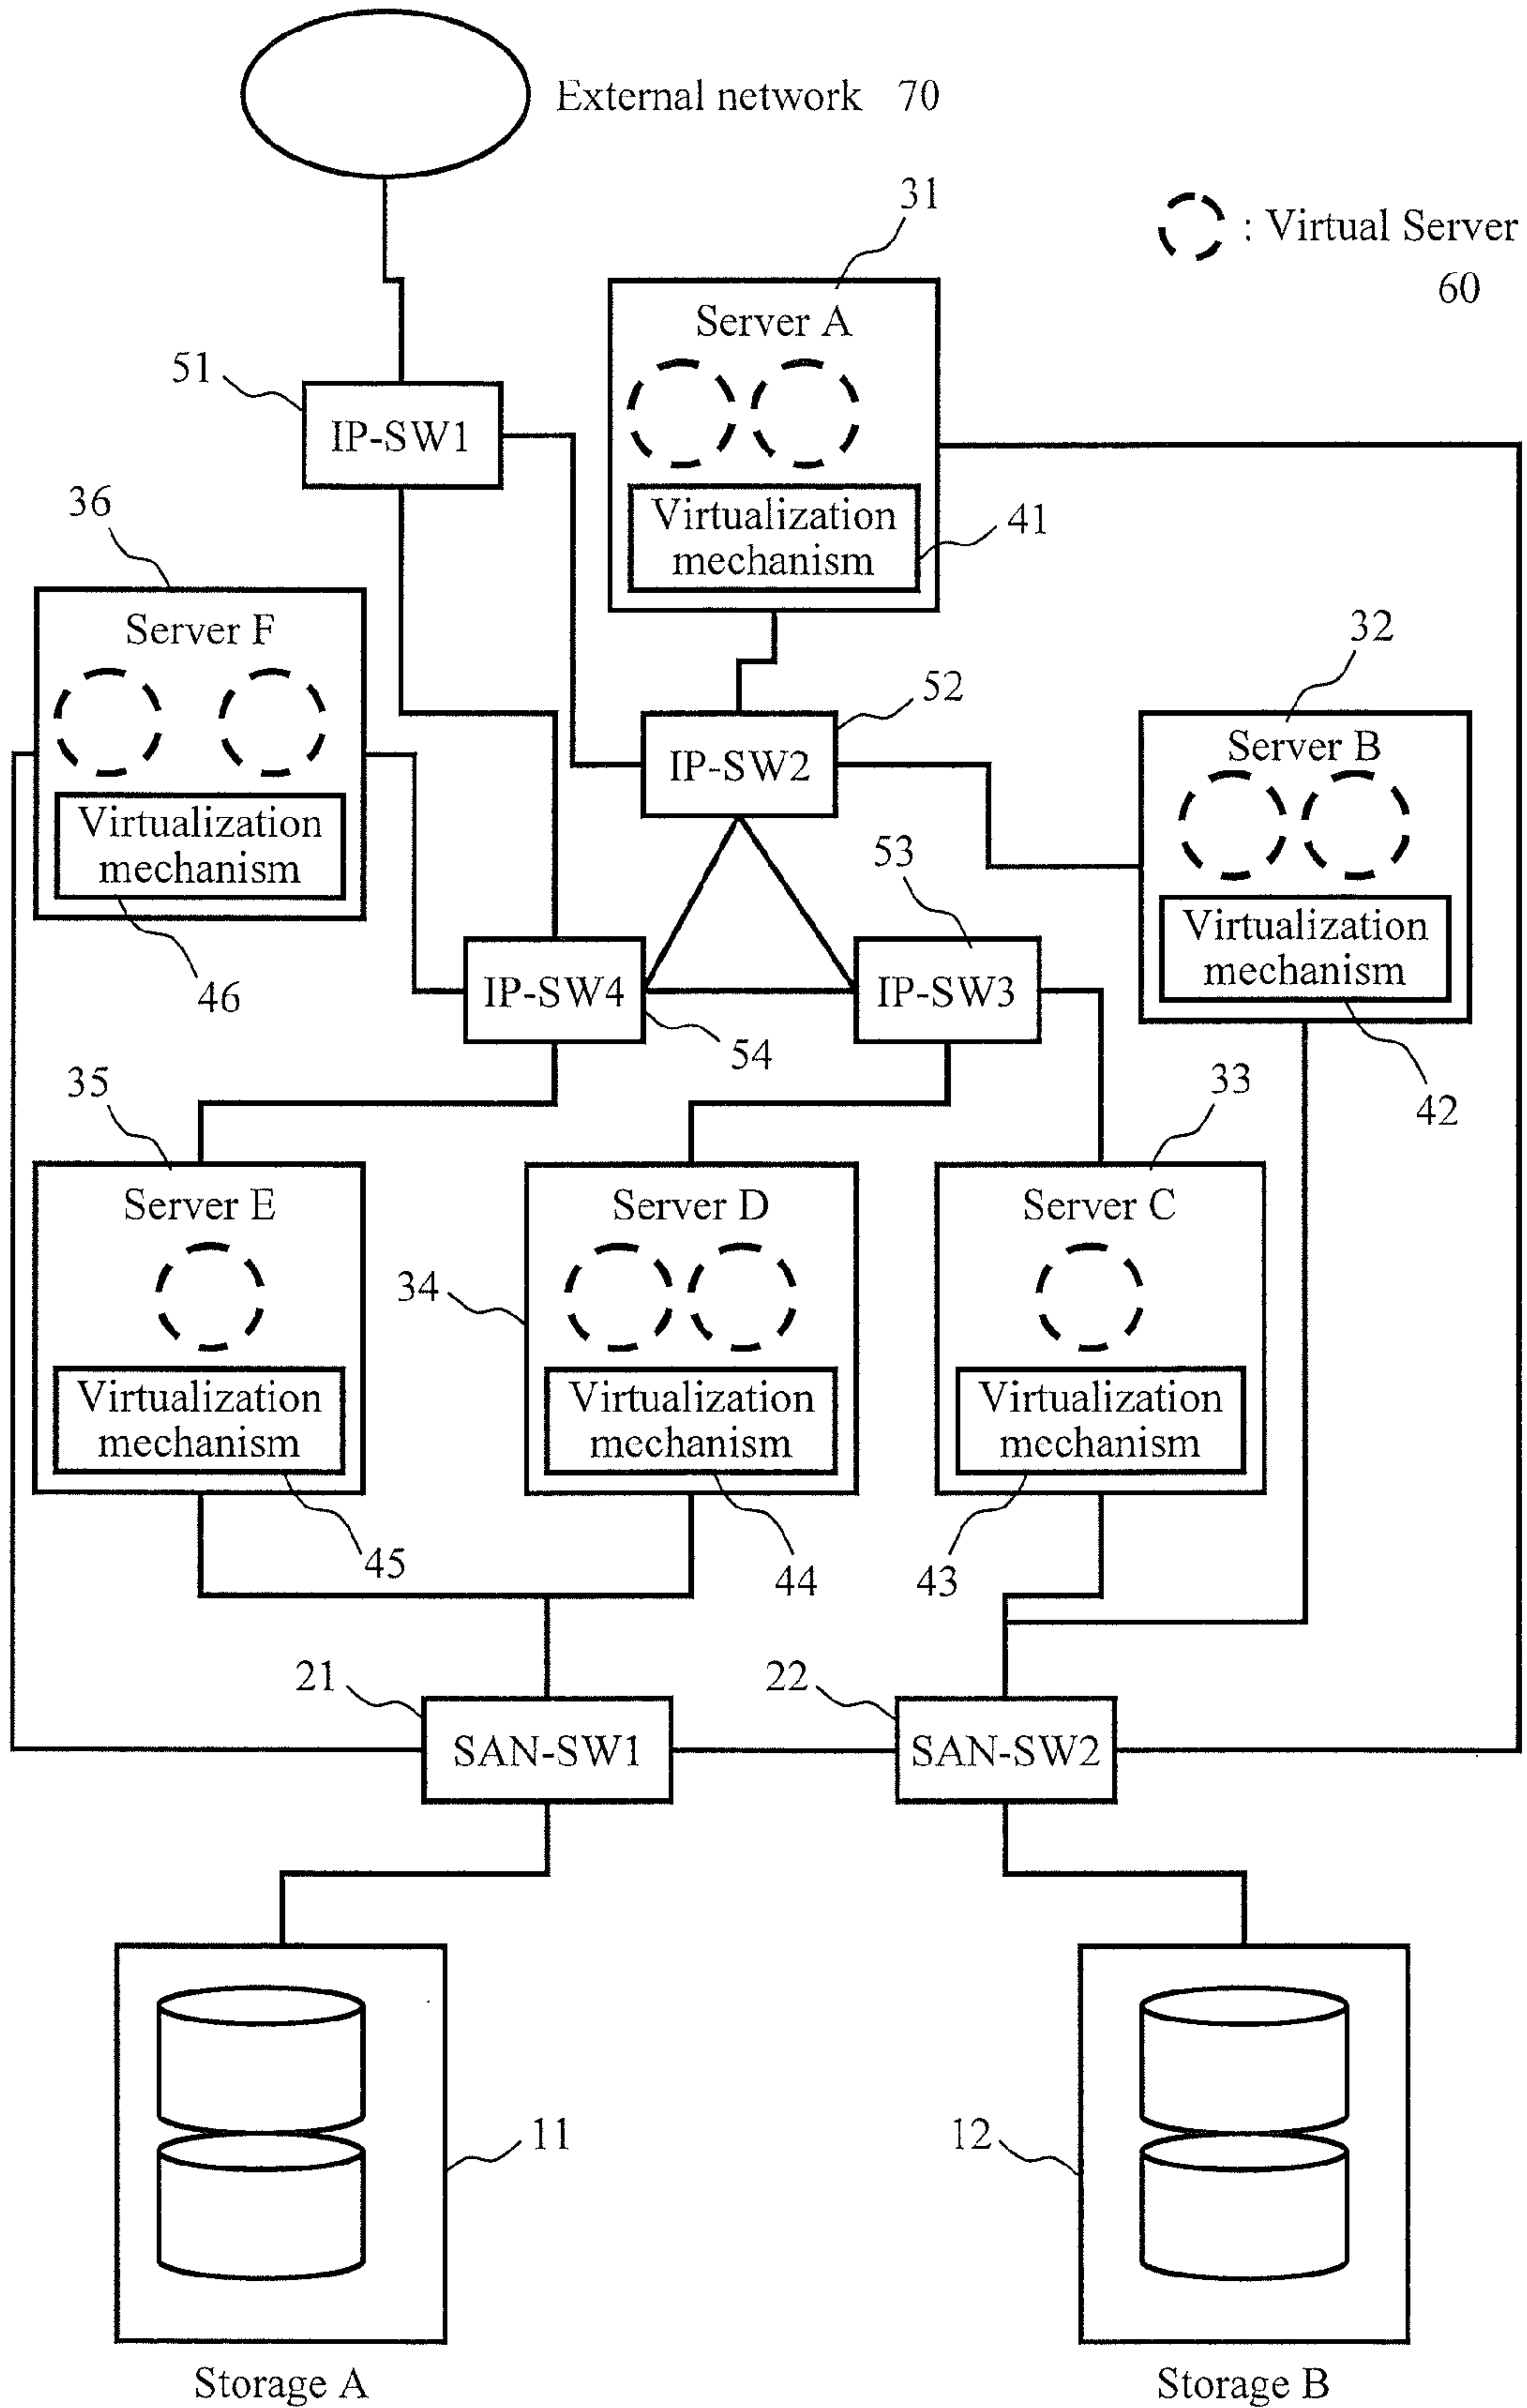 External network 70
31
: Virtual Server
60
Server A
51
IP-SW1
Virtualization
mechanism
41
36
Server F
32
52
IP-SW2
Server B
Virtualization
mechanism
53
Virtualization
mechanism
46
IP-SW4
IP-SW3
54
35
33
42
Server E
Server D
Server C
34
Virtualization
mechanism
Virtualization
mechanism
Virtualization
mechanism
45
44
43
21
22
SAN-SW1
SAN-SW2
11
12
Storage A
Storage B